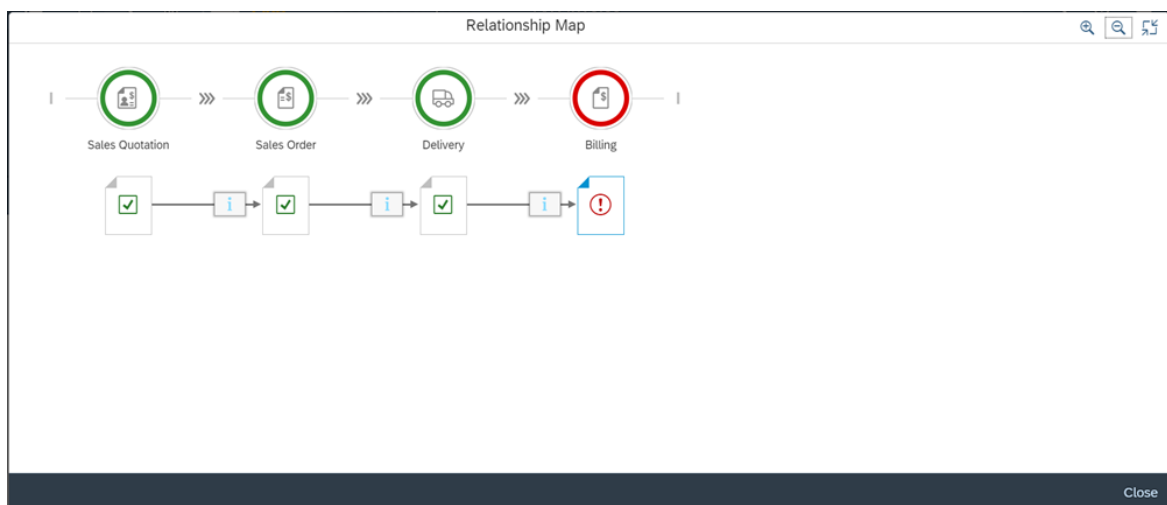 Relationship Map
Sales Quotation
Sales Order
Delivery
Billing
i
i
i
Close